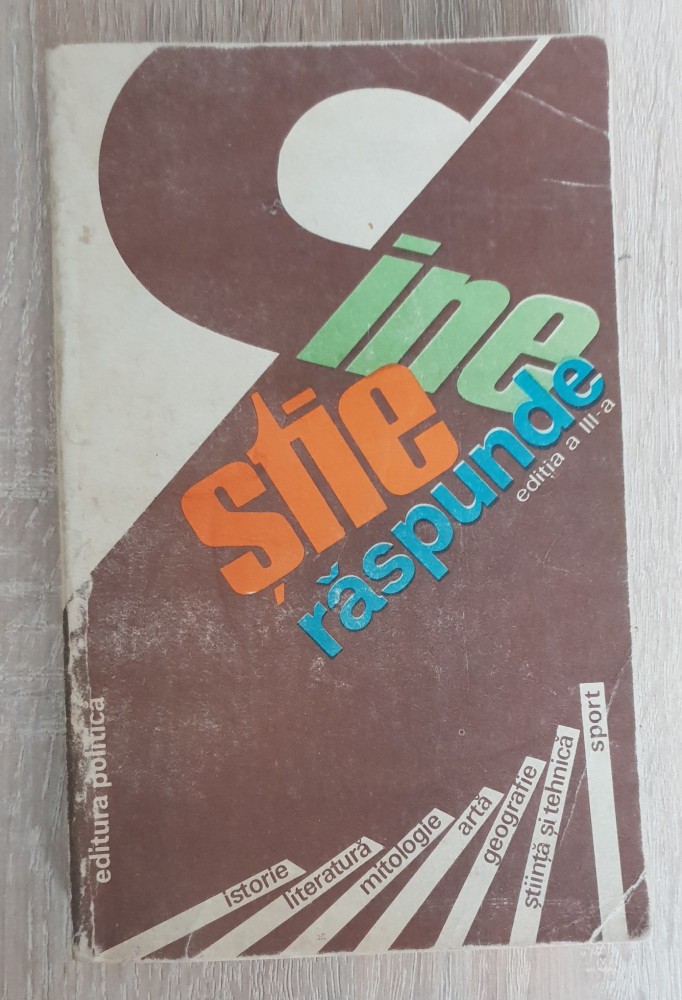 Cine
știe
răspunde
ediția a III-a
editura politică
istorie
literatură
mitologie
artă
geografie
știință și tehnică
sport